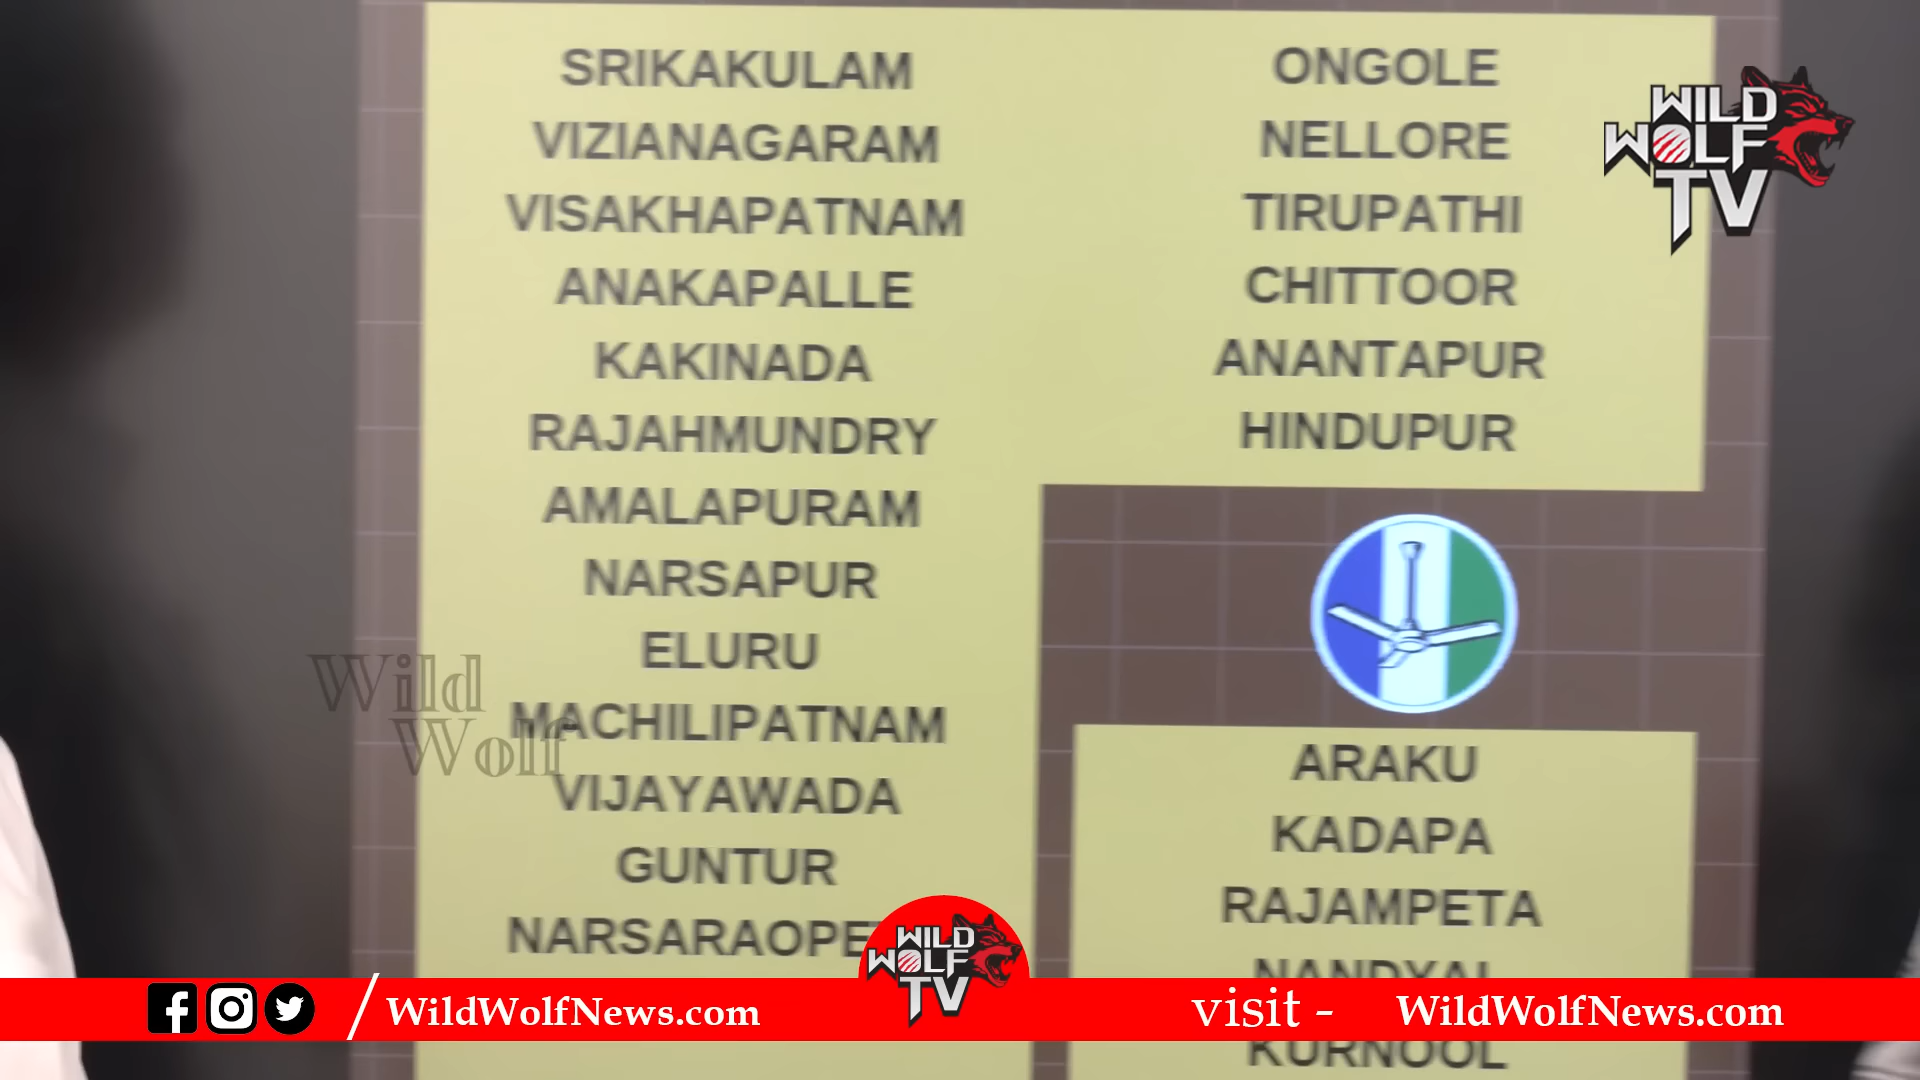 SRIKAKULAM
VIZIANAGARAM
VISAKHAPATNAM
ANAKAPALLE
KAKINADA
RAJAHMUNDRY
AMALAPURAM
NARSAPUR
ELURU
MACHILIPATNAM
VIJAYAWADA
GUNTUR
ONGOLE
NELLORE
TIRUPATHI
CHITTOOR
ANANTAPUR
HINDUPUR
ARAKU
KADAPA
RAJAMPETA
NANDYAL
KURNOOL
WILD
WOLF
TV
Wild
Wolf
WILD
WOLF
TV
WildWolfNews.com
visit - WildWolfNews.com